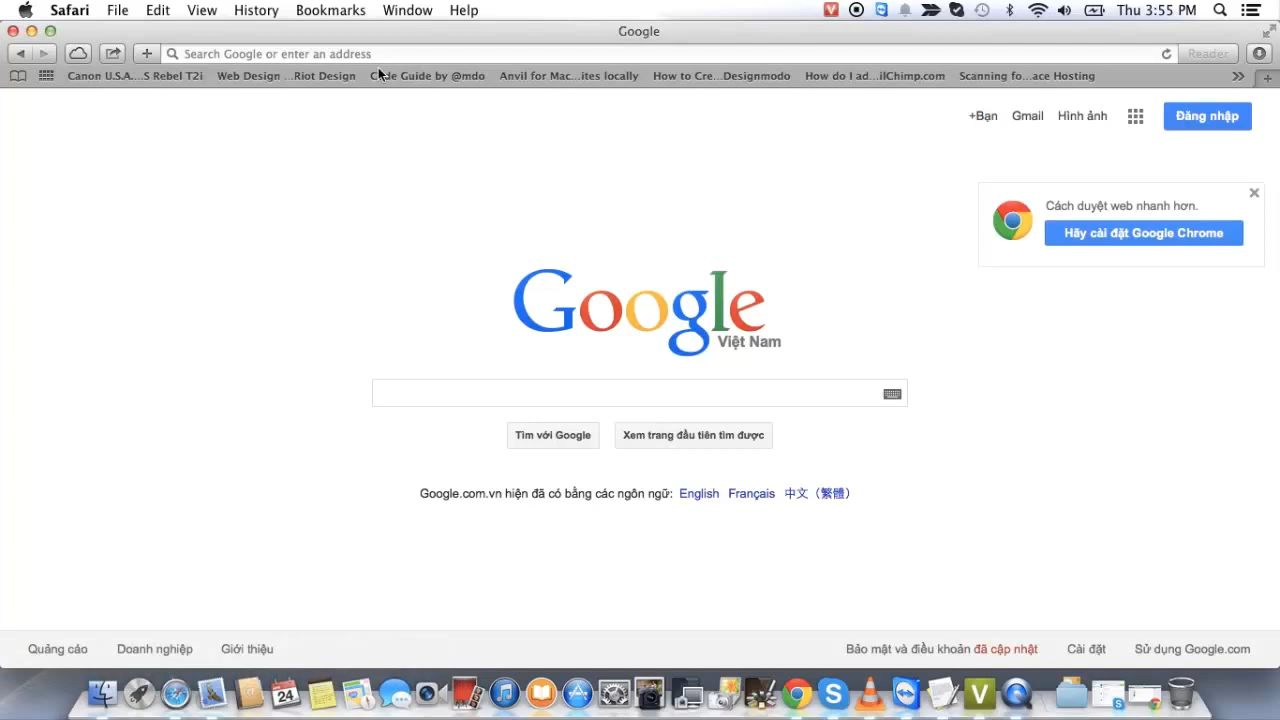 Safari File Edit View History Bookmarks Window Help Thu 3:55 PM
Google
Search Google or enter an address Reader
Canon U.S.A....S Rebel T2i Web Design ...Riot Design Code Guide by @mdo Anvil for Mac...ites locally How to Cre...Designmodo How do I ad...ilChimp.com Scanning fo...ace Hosting
+Bạn Gmail Hình ảnh Đăng nhập
Cách duyệt web nhanh hơn.
Hãy cài đặt Google Chrome
Google
Việt Nam
Tìm với Google Xem trang đầu tiên tìm được
Google.com.vn hiện đã có bằng các ngôn ngữ: English Français 中文（繁體）
Quảng cáo Doanh nghiệp Giới thiệu Bảo mật và điều khoản đã cập nhật Cài đặt Sử dụng Google.com
24